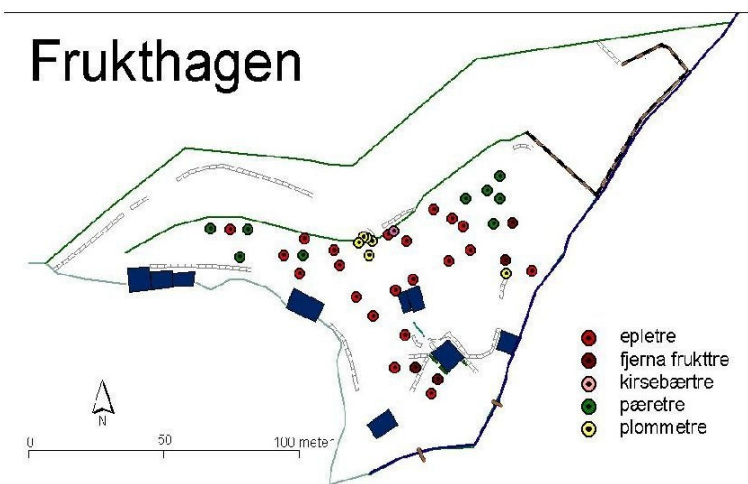 Frukthagen
epletre
fjerna frukttre
kirsebærtre
pæretre
plommetre
N
0 50 100 meter